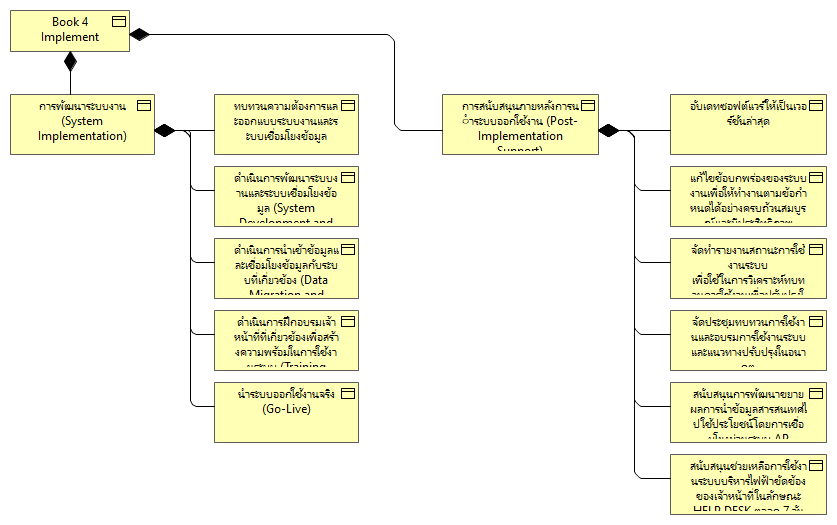 Book 4
Implement
การพัฒนาระบบงาน
(System
Implementation)
ทบทวนความต้องการแล
ะออกแบบระบบงานและร
ะบบเชื่อมโยงข้อมูล
ดำเนินการพัฒนาระบบง
านและระบบเชื่อมโยงข้อ
มูล (System
Development and
ดำเนินการนำเข้าข้อมูลแ
ละเชื่อมโยงข้อมูลกับระบ
บที่เกี่ยวข้อง (Data
Migration and
ดำเนินการฝึกอบรมเจ้า
หน้าที่ที่เกี่ยวข้องเพื่อสร้า
งความพร้อมในการใช้งา
นระบบ (Training
นำระบบออกใช้งานจริง
(Go-Live)
การสนับสนุนภายหลังการน
ำระบบออกใช้งาน (Post-
Implementation
Support)
อัปเดทซอฟต์แวร์ให้เป็นเวอ
ร์ชันล่าสุด
แก้ไขข้อบกพร่องของระบบ
งานเพื่อให้ทำงานตามข้อกำ
หนดได้อย่างครบถ้วนสมบูร
ณ์และมีประสิทธิภาพ
จัดทำรายงานสถานะการใช้
งานระบบ
เพื่อใช้ในการวิเคราะห์ทบท
วนการใช้งานเพื่อปรับปรุงใ
จัดประชุมทบทวนการใช้งา
นและอบรมการใช้งานระบบ
และแนวทางปรับปรุงในอนา
คต
สนับสนุนการพัฒนาขยาย
ผลการนำข้อมูลสารสนเทศไ
ปใช้ประโยชน์โดยการเชื่อ
มโยงผ่านระบบ AP
สนับสนุนช่วยเหลือการใช้งา
นระบบบริหารไฟฟ้าขัดข้อง
ของเจ้าหน้าที่ในลักษณะ
HELP DESK ตลอด 7 วัน